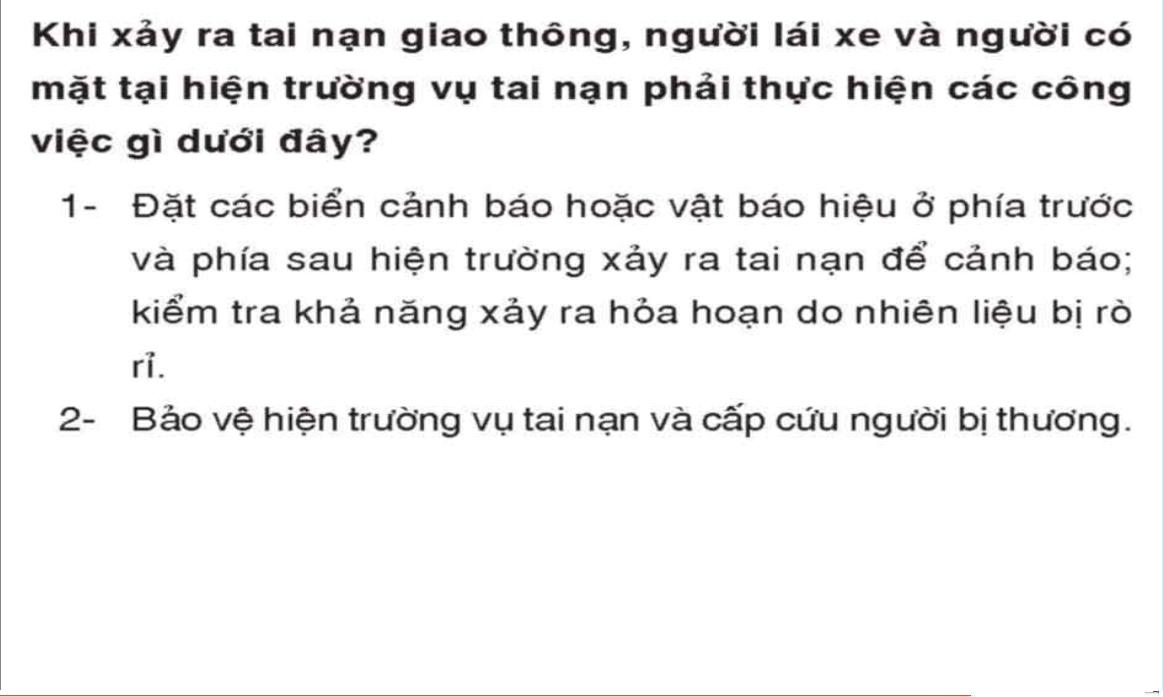 Khi xảy ra tai nạn giao thông, người lái xe và người có
mặt tại hiện trường vụ tai nạn phải thực hiện các công
việc gì dưới đây?
1- Đặt các biển cảnh báo hoặc vật báo hiệu ở phía trước
và phía sau hiện trường xảy ra tai nạn để cảnh báo;
kiểm tra khả năng xảy ra hỏa hoạn do nhiên liệu bị rò
rỉ.
2- Bảo vệ hiện trường vụ tai nạn và cấp cứu người bị thương.